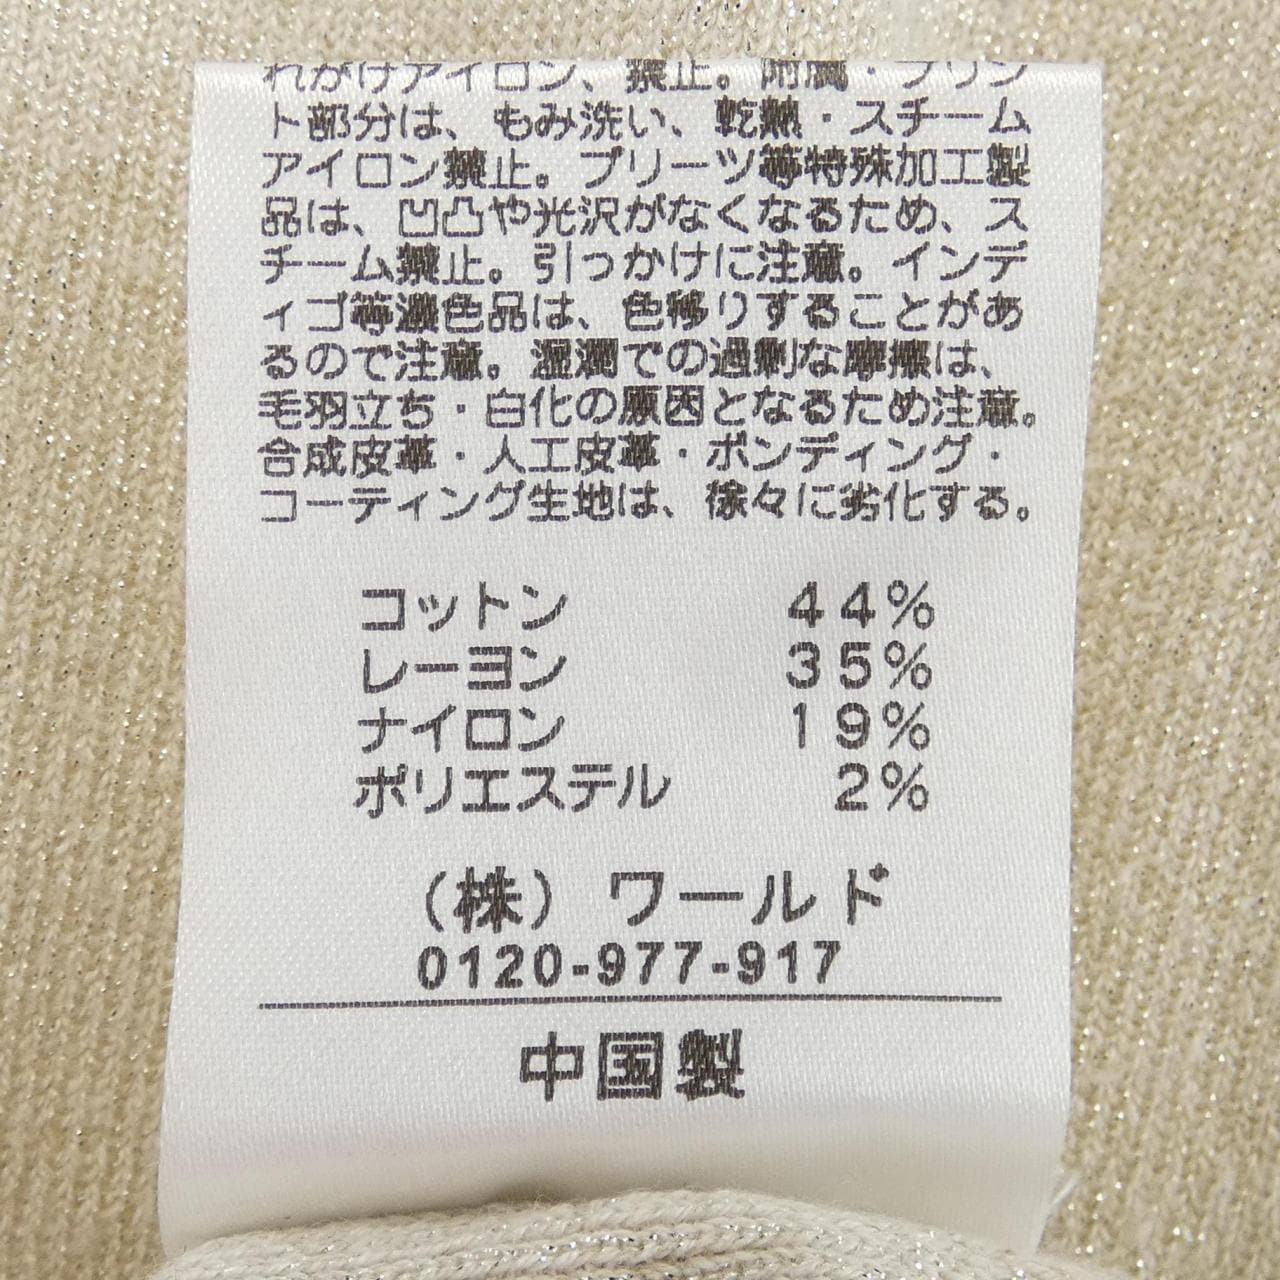 れがけアイロン、禁止。附属・プリン
ト部分は、もみ洗い、乾熱・スチーム
アイロン禁止。プリーツ等特殊加工製
品は、凹凸や光沢がなくなるため、ス
チーム禁止。引っかけに注意。インデ
ィゴ等濃色品は、色移りすることがあ
るので注意。湿潤での過剰な摩擦は、
毛羽立ち・白化の原因となるため注意。
合成皮革・人工皮革・ボンディング・
コーティング生地は、徐々に劣化する。
コットン 44%
レーヨン 35%
ナイロン 19%
ポリエステル 2%
(株) ワールド
0120-977-917
中国製